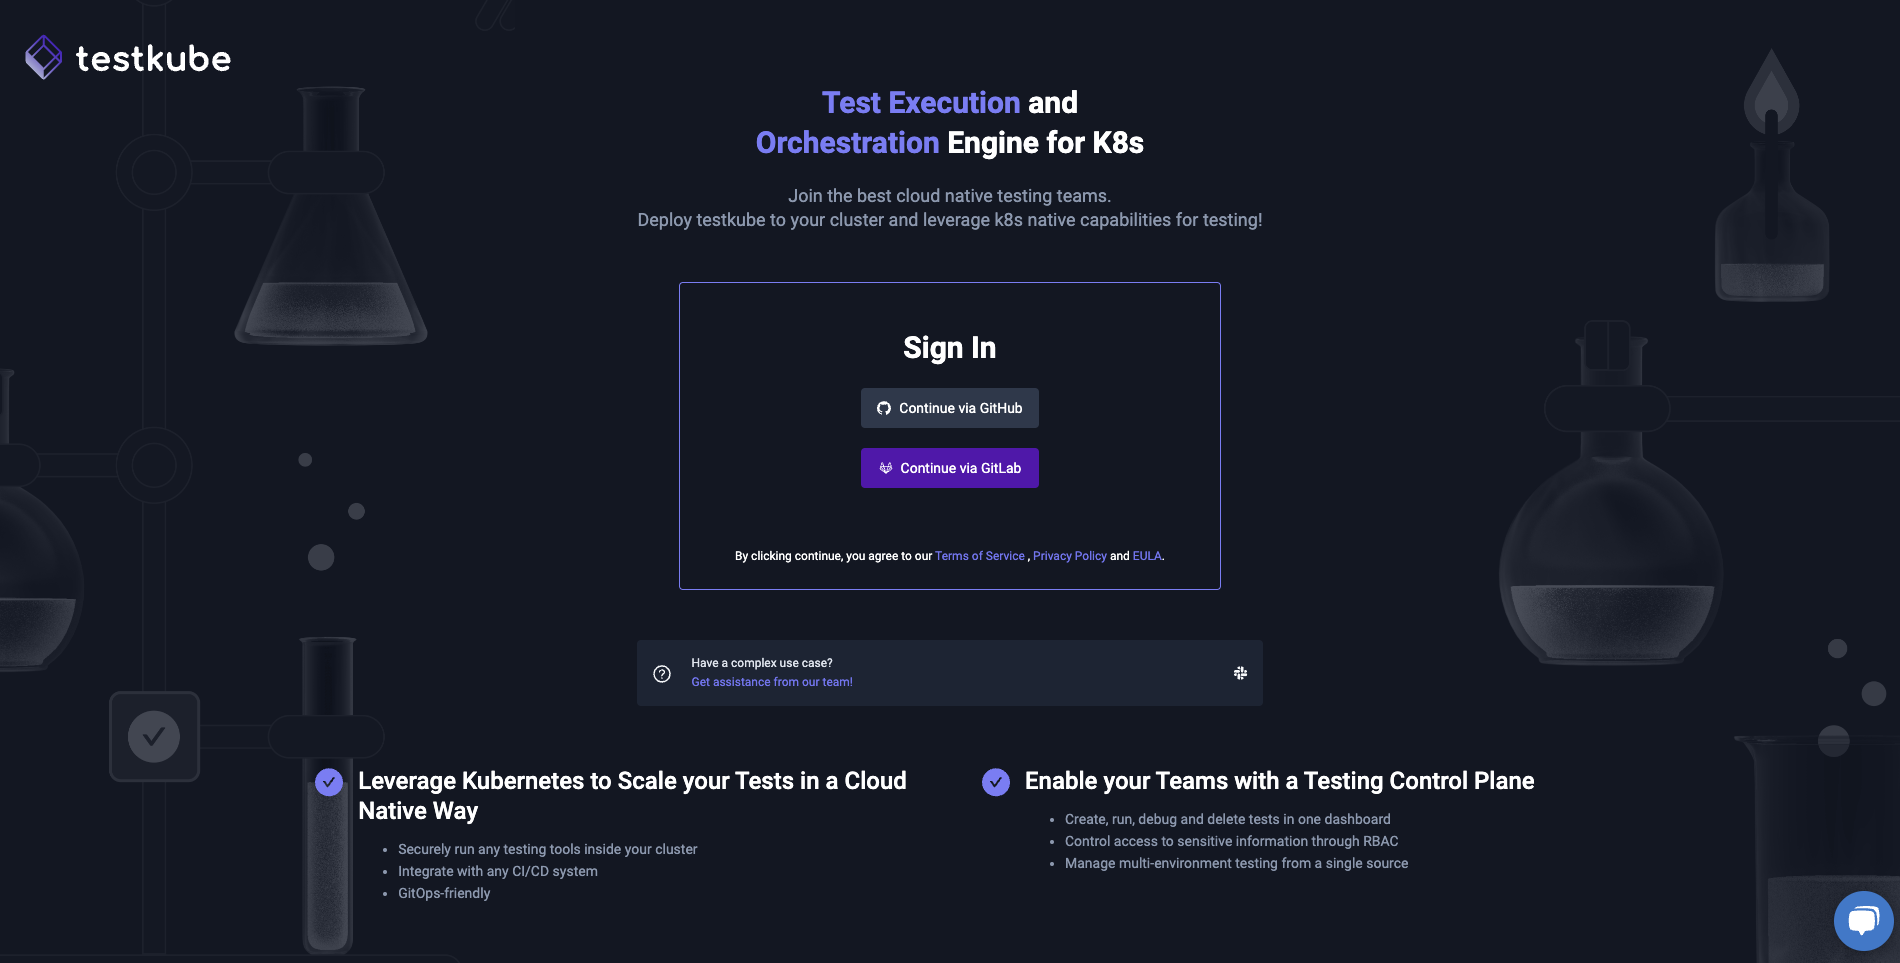 testkube
Test Execution and
Orchestration Engine for K8s
Join the best cloud native testing teams.
Deploy testkube to your cluster and leverage k8s native capabilities for testing!
Sign In
Continue via GitHub
Continue via GitLab
By clicking continue, you agree to our Terms of Service , Privacy Policy and EULA.
Have a complex use case?
Get assistance from our team!
Leverage Kubernetes to Scale your Tests in a Cloud
Native Way
• Securely run any testing tools inside your cluster
• Integrate with any CI/CD system
• GitOps-friendly
Enable your Teams with a Testing Control Plane
• Create, run, debug and delete tests in one dashboard
• Control access to sensitive information through RBAC
• Manage multi-environment testing from a single source